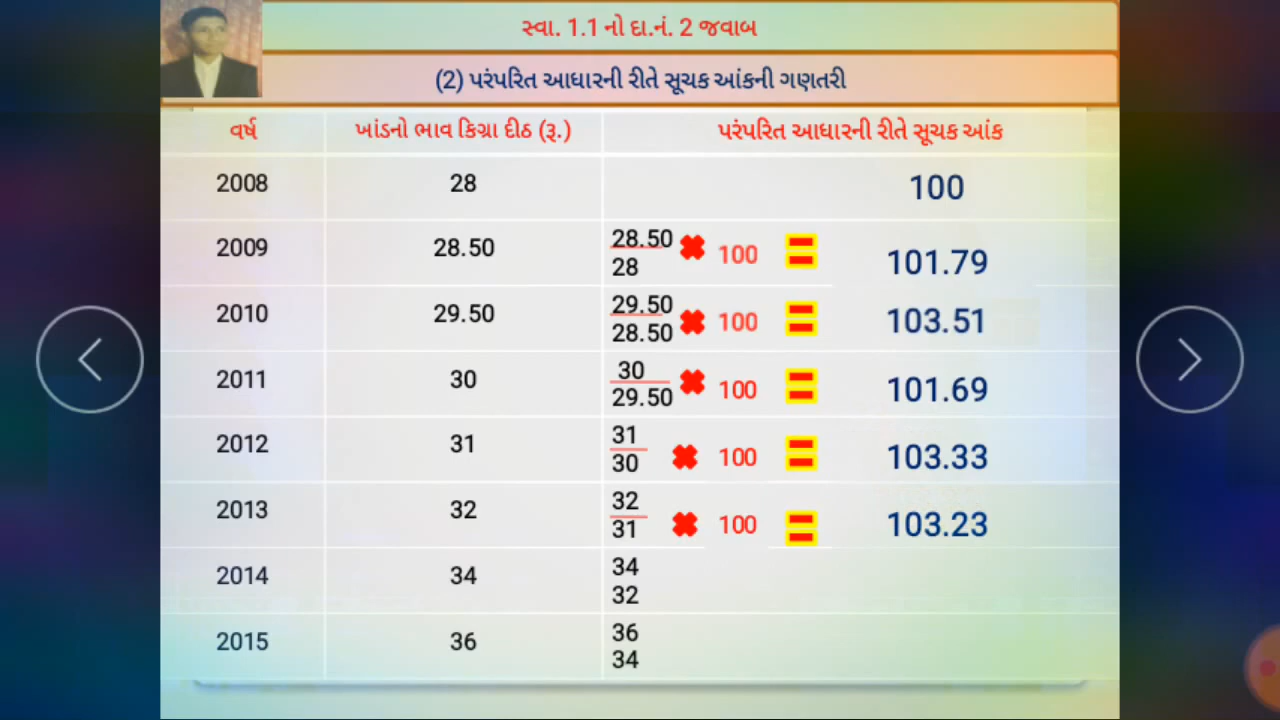 સ્વા. 1.1 નો દા.નં. 2 જવાબ
(2) પરંપરિત આધારની રીતે સૂચક આંકની ગણતરી
વર્ષ ખાંડનો ભાવ કિગ્રા દીઠ (રૂ.) પરંપરિત આધારની રીતે સૂચક આંક
2008 28 100
2009 28.50 28.50/28 ✖ 100 = 101.79
2010 29.50 29.50/28.50 ✖ 100 = 103.51
2011 30 30/29.50 ✖ 100 = 101.69
2012 31 31/30 ✖ 100 = 103.33
2013 32 32/31 ✖ 100 = 103.23
2014 34 34 32
2015 36 36 34